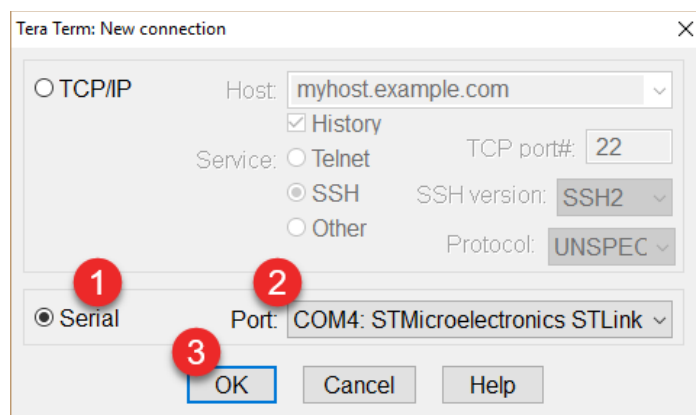 Tera Term: New connection
TCP/IP
Host: myhost.example.com
History
Service: Telnet
TCP port#: 22
SSH
SSH version: SSH2
Other
Protocol: UNSPEC
1
2
Serial
Port: COM4: STMicroelectronics STLink
3
OK Cancel Help